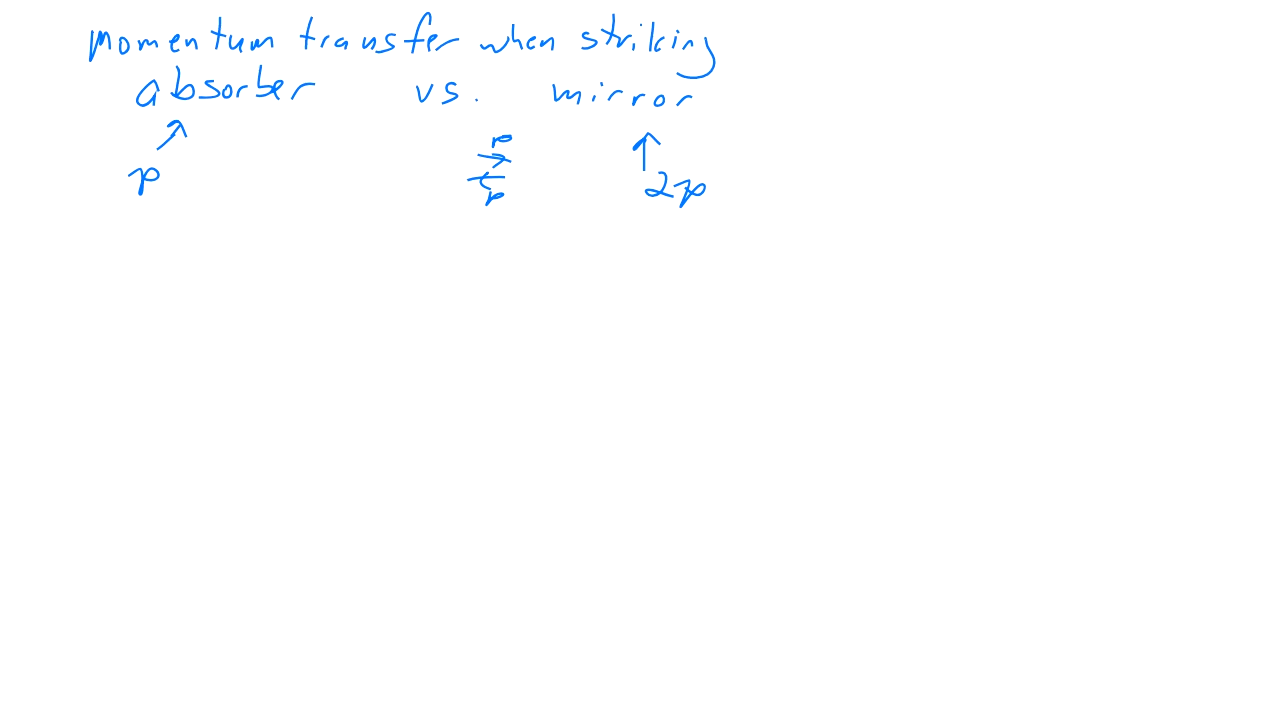 momentum transfer when striking
absorber vs. mirror
p
p
p 2p